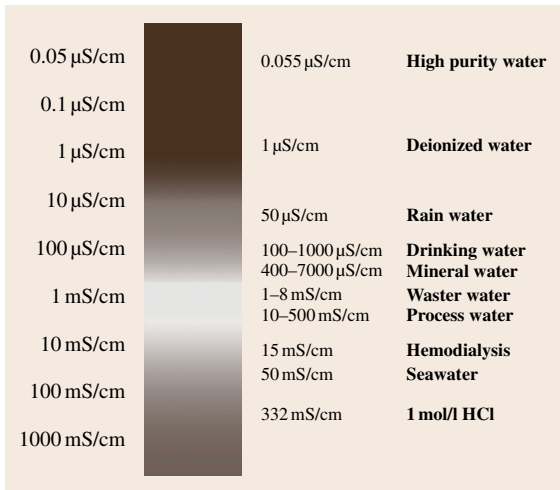 0.05 µS/cm
0.055 µS/cm High purity water
0.1 µS/cm
1 µS/cm
1 µS/cm Deionized water
10 µS/cm
50 µS/cm Rain water
100 µS/cm
100–1000 µS/cm Drinking water
400–7000 µS/cm Mineral water
1 mS/cm
1–8 mS/cm Waster water
10–500 mS/cm Process water
10 mS/cm
15 mS/cm Hemodialysis
50 mS/cm Seawater
100 mS/cm
332 mS/cm 1 mol/l HCl
1000 mS/cm